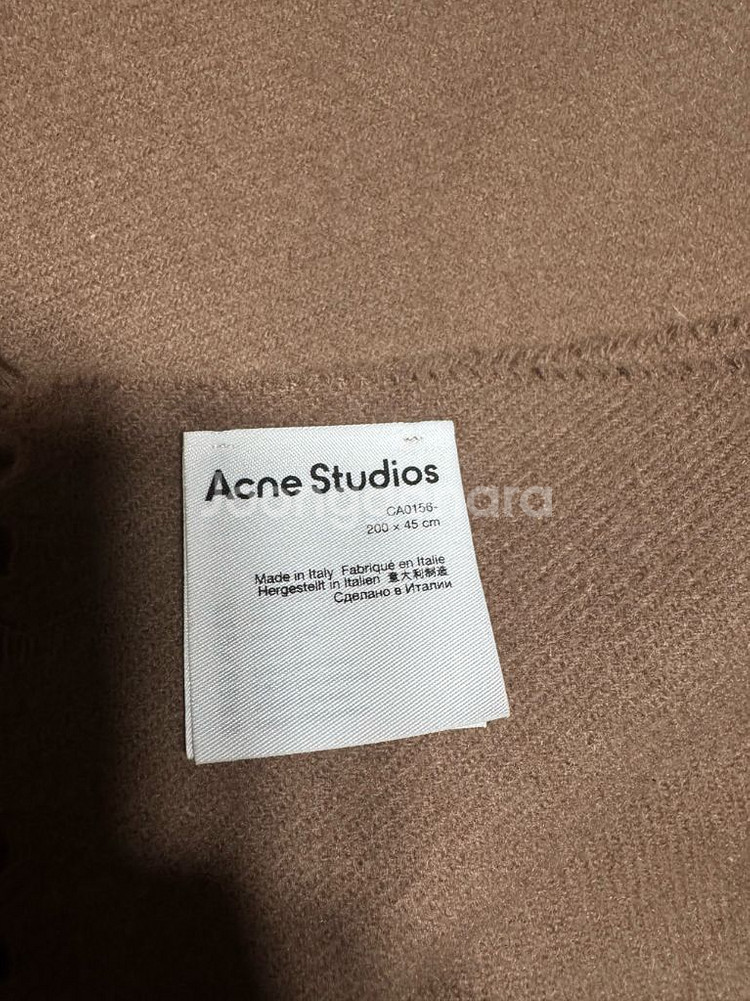 Acne Studios
Joongonara
CA0156-
200 x 45 cm
Made in Italy Fabriqué en Italie
Hergestellt in Italien 意大利制造
Сделано в Италии